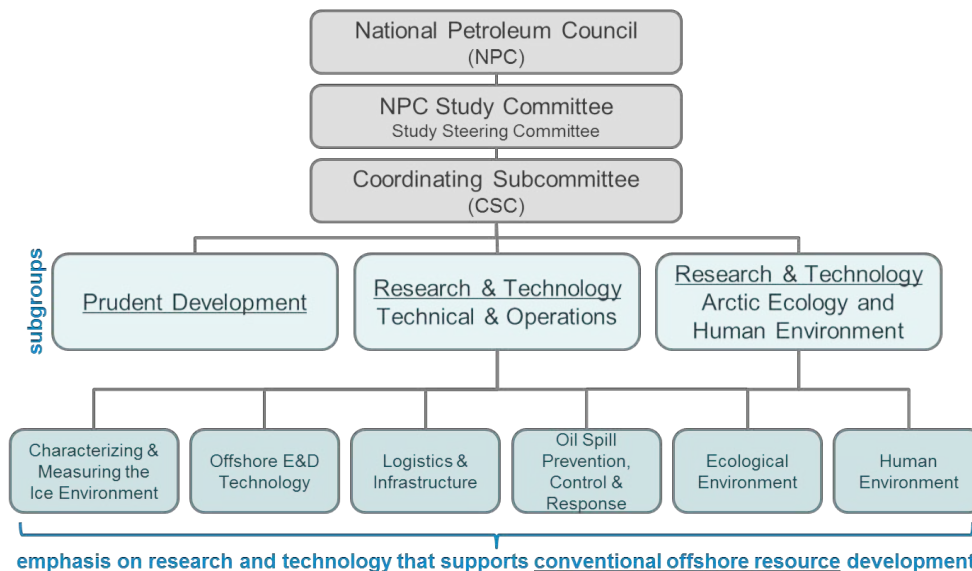 National Petroleum Council
(NPC)
NPC Study Committee
Study Steering Committee
Coordinating Subcommittee
(CSC)
subgroups
Prudent Development
Research & Technology
Technical & Operations
Research & Technology
Arctic Ecology and
Human Environment
Characterizing &
Measuring the
Ice Environment
Offshore E&D
Technology
Logistics &
Infrastructure
Oil Spill
Prevention,
Control &
Response
Ecological
Environment
Human
Environment
emphasis on research and technology that supports conventional offshore resource development